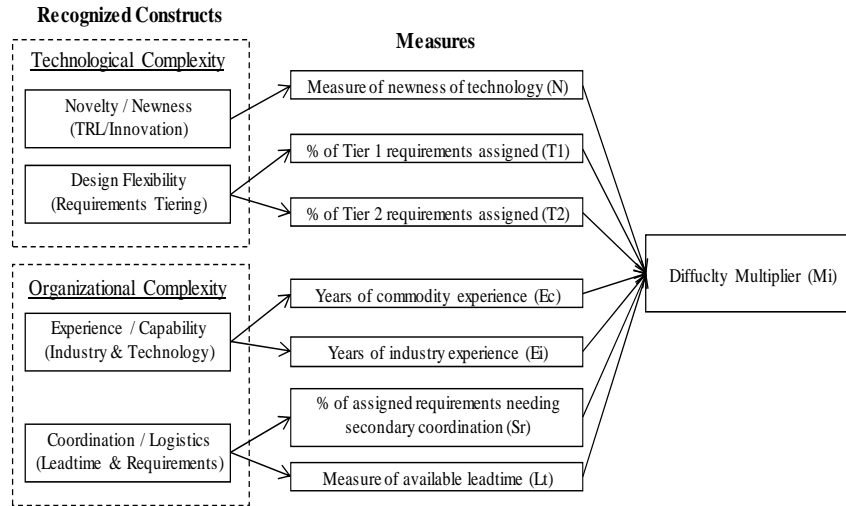 Recognized Constructs
Technological Complexity
Novelty / Newness
(TRL/Innovation)
Design Flexibility
(Requirements Tiering)
Organizational Complexity
Experience / Capability
(Industry & Technology)
Coordination / Logistics
(Leadtime & Requirements)
Measures
Measure of newness of technology (N)
% of Tier 1 requirements assigned (T1)
% of Tier 2 requirements assigned (T2)
Years of commodity experience (Ec)
Years of industry experience (Ei)
% of assigned requirements needing
secondary coordination (Sr)
Measure of available leadtime (Lt)
Diffuclty Multiplier (Mi)